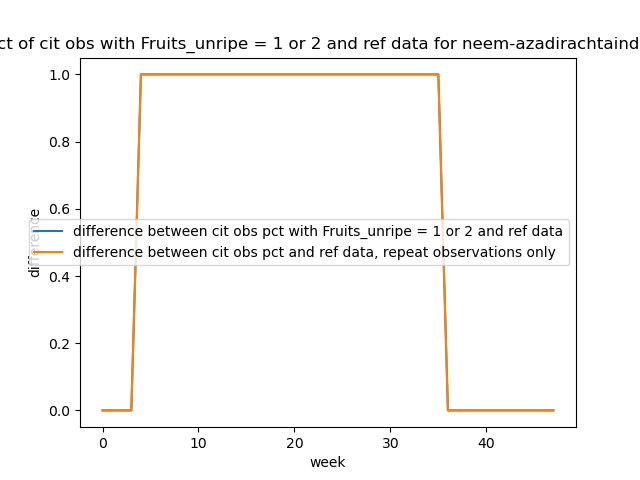 ct of cit obs with Fruits_unripe = 1 or 2 and ref data for neem-azadirachtaind
1.0
0.8
0.6
0.4
0.2
0.0
difference
difference between cit obs pct with Fruits_unripe = 1 or 2 and ref data
difference between cit obs pct and ref data, repeat observations only
0 10 20 30 40
week